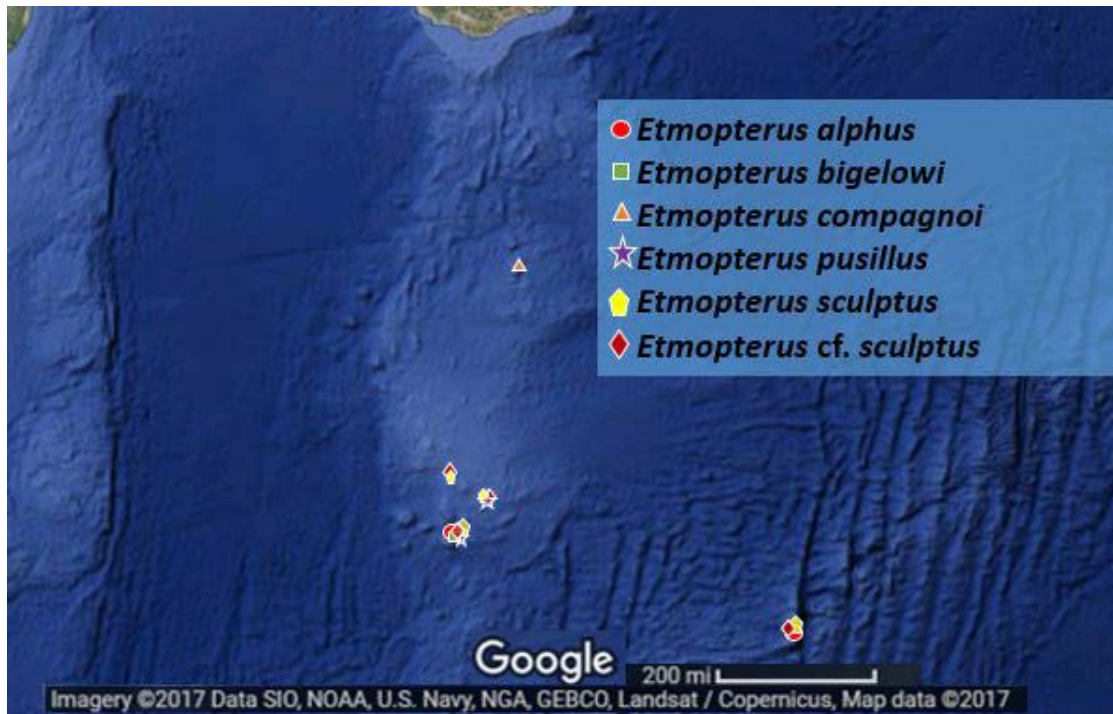 Etmopterus alphus
Etmopterus bigelowi
Etmopterus compagnoi
Etmopterus pusillus
Etmopterus sculptus
Etmopterus cf. sculptus
Google
200 mi
Imagery ©2017 Data SIO, NOAA, U.S. Navy, NGA, GEBCO, Landsat / Copernicus, Map data ©2017